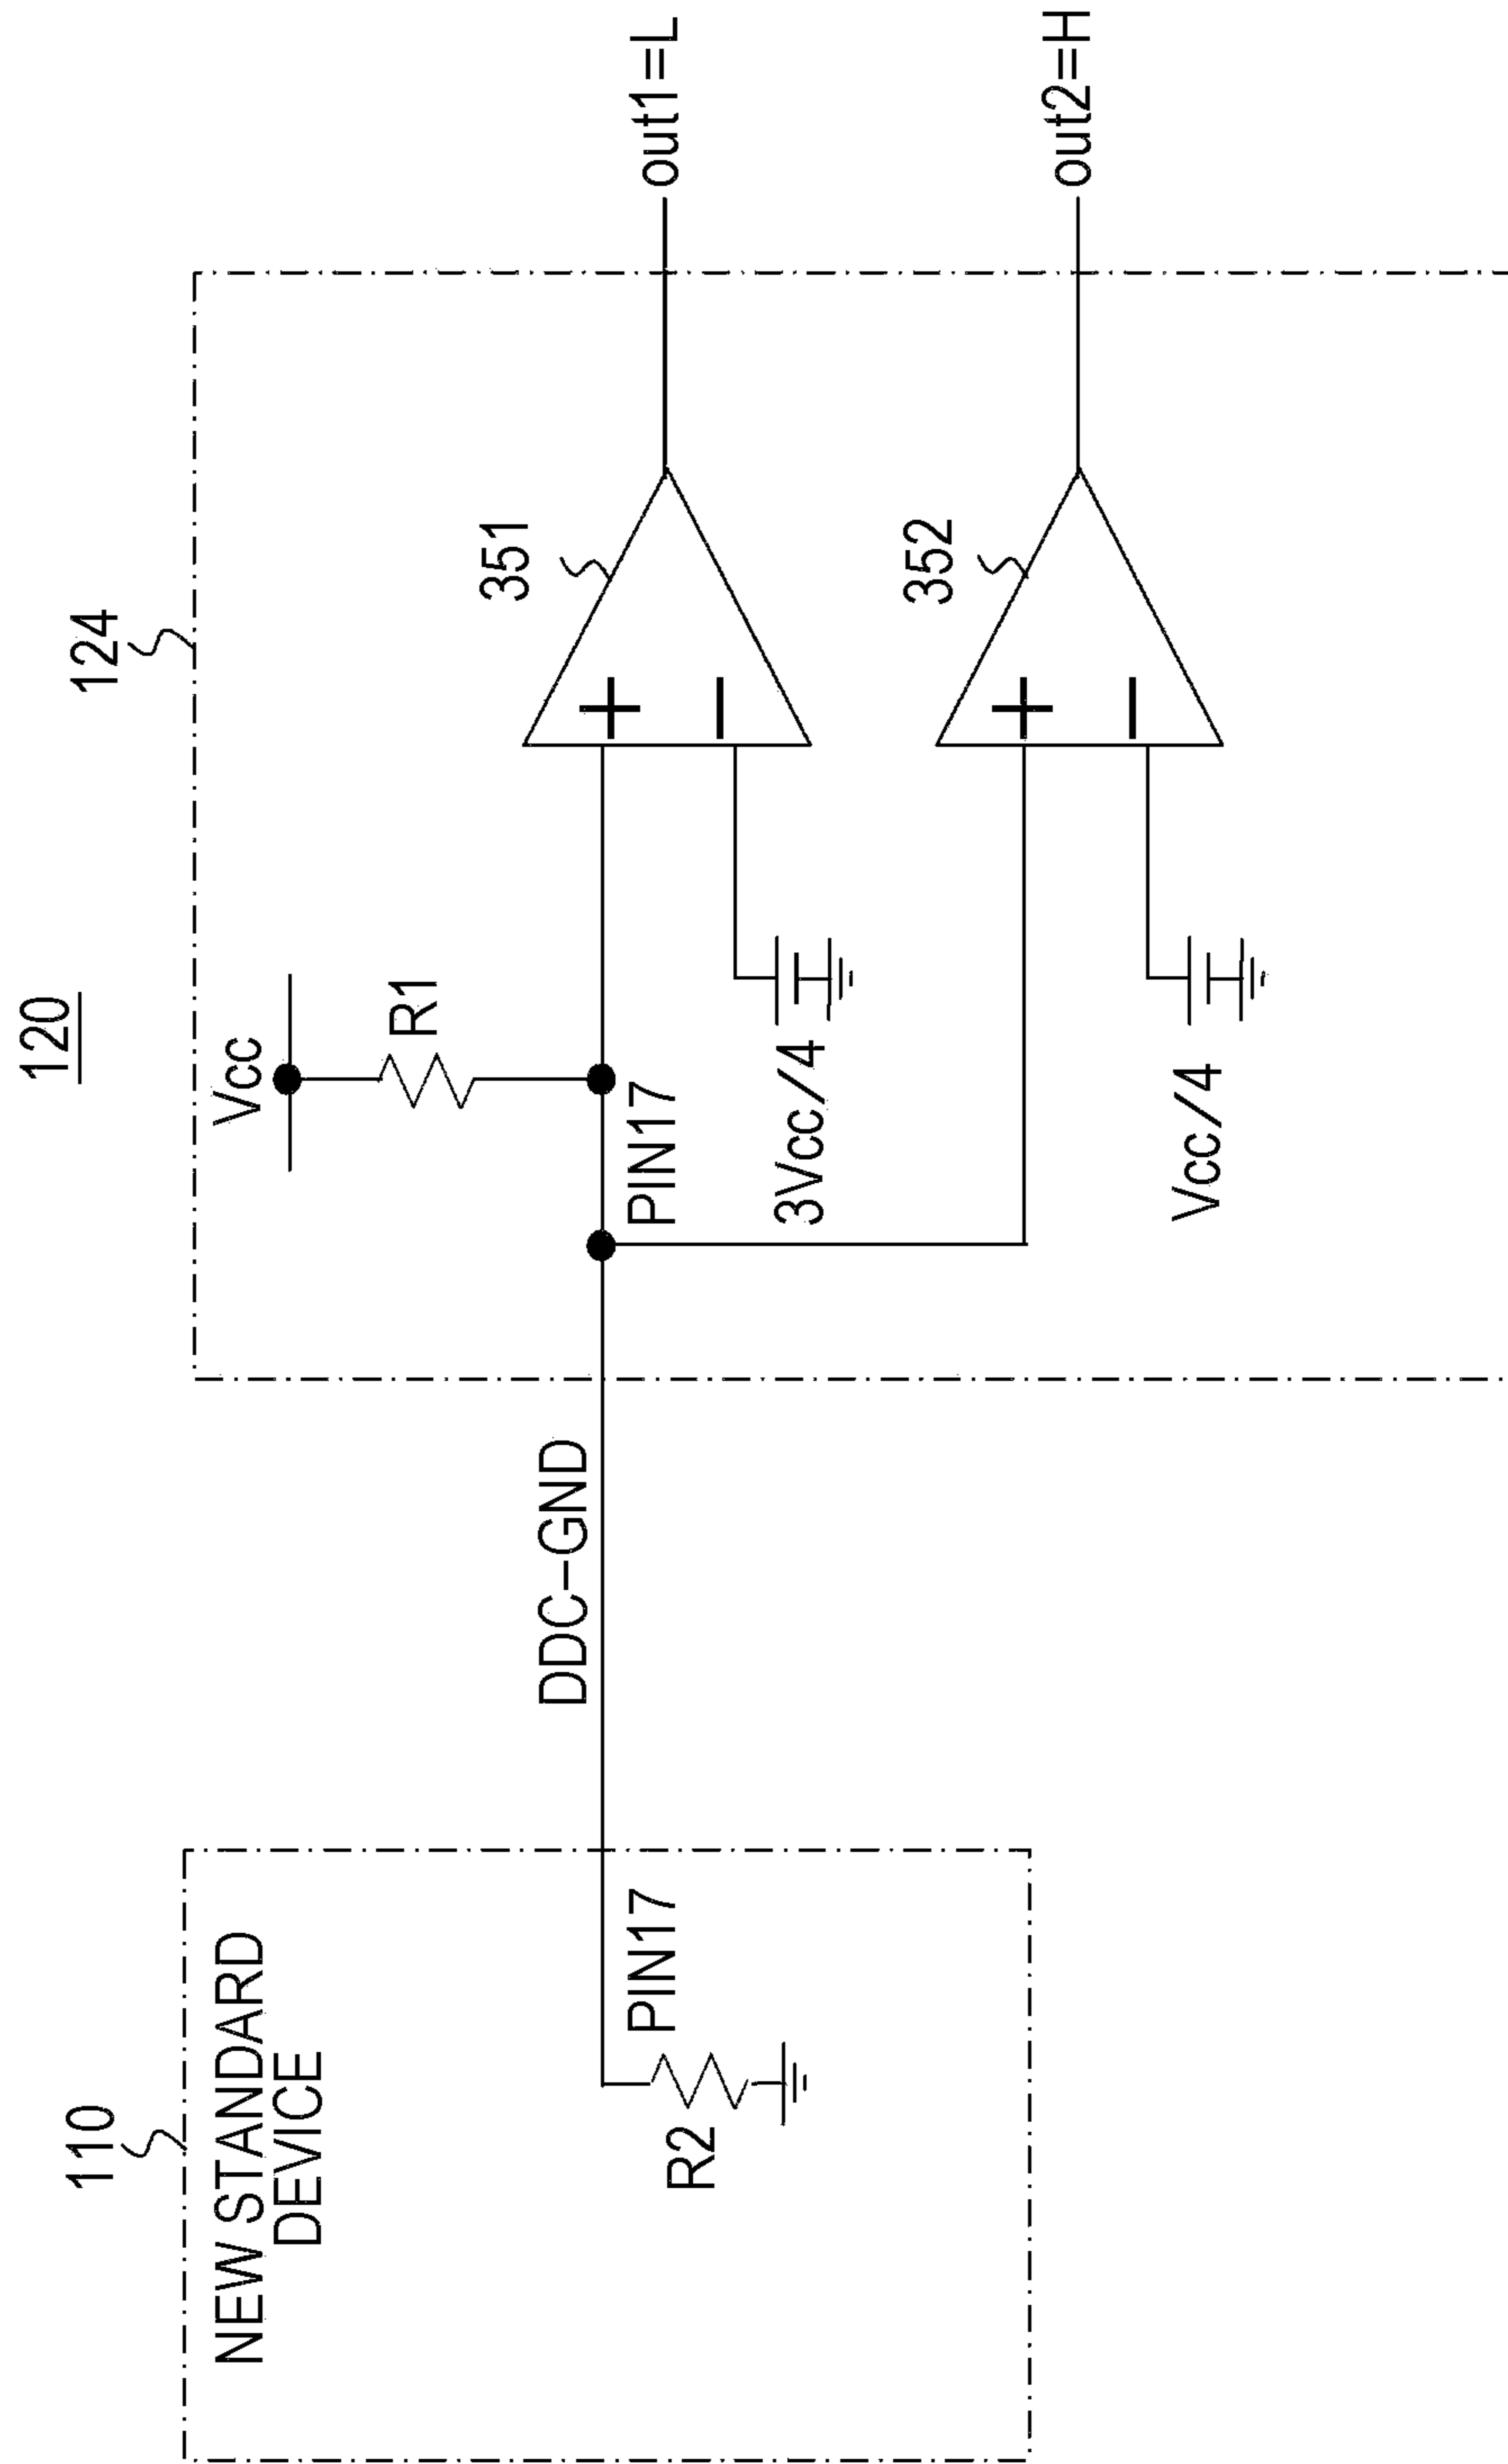 120
110
124
NEW STANDARD
DEVICE
Vcc
R1
351
DDC-GND
out1=L
PIN17
PIN17
R2
3Vcc/4
352
out2=H
Vcc/4
+
−
+
−